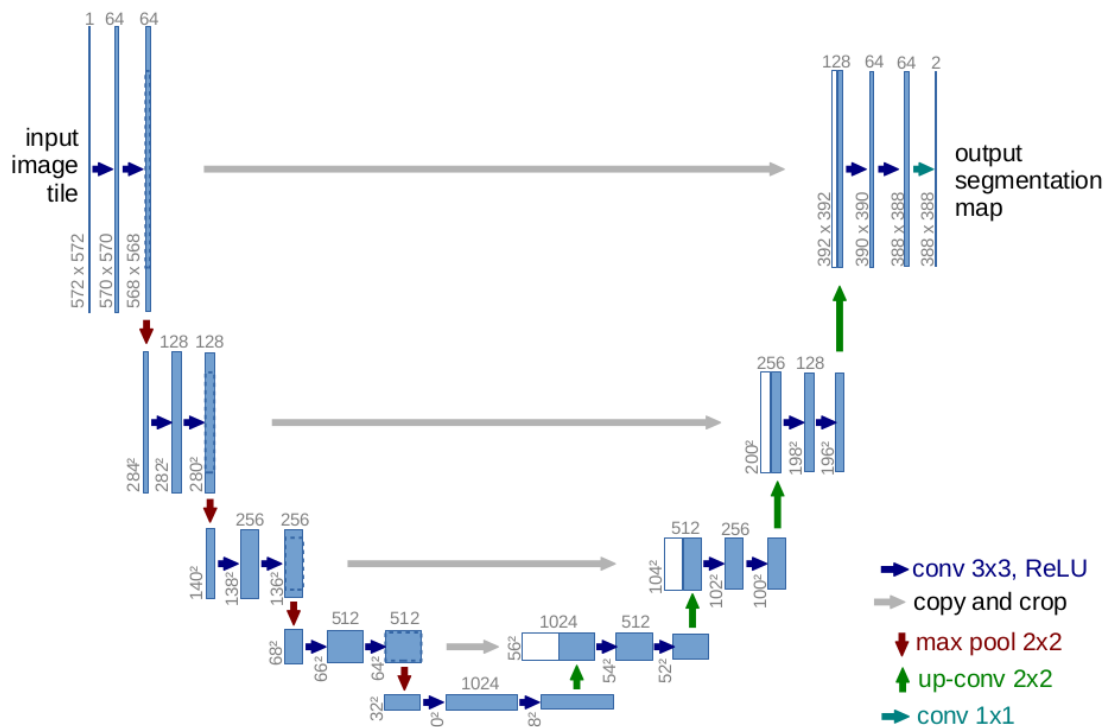 1 64 64
input
image
tile
572 x 572
570 x 570
568 x 568
128 64 64 2
output
segmentation
map
392 x 392
390 x 390
388 x 388
388 x 388
128 128
284²
282²
280²
256 128
200²
198²
196²
256 256
140²
138²
136²
512 256
104²
102²
100²
512 512
68²
66²
64²
1024 512
56²
54²
52²
1024
32²
conv 3x3, ReLU
copy and crop
max pool 2x2
up-conv 2x2
conv 1x1